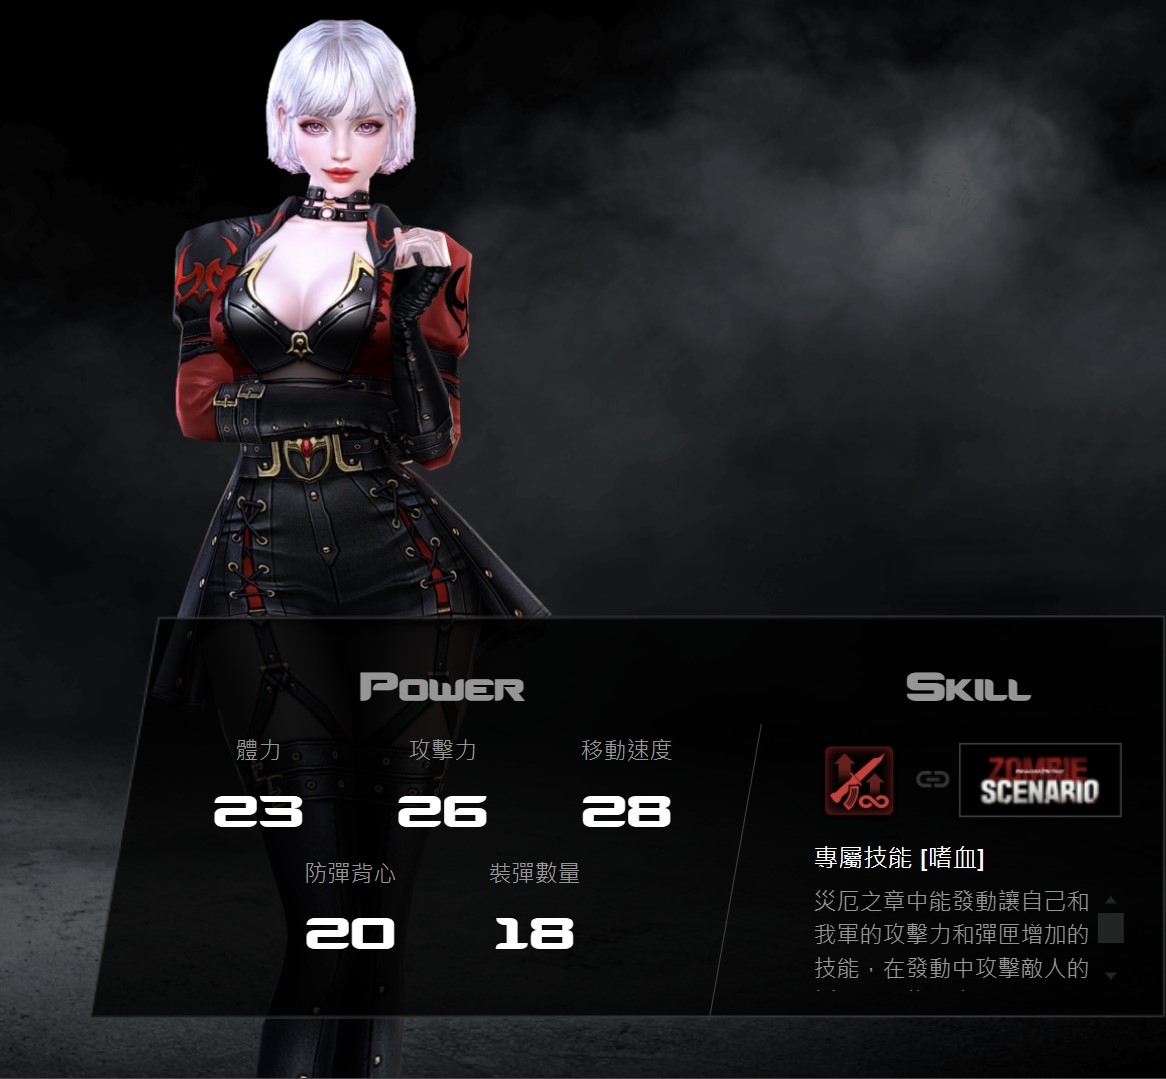 POWER
SKILL
體力
攻擊力
移動速度
23
26
28
防彈背心
裝彈數量
20
18
ZOMBIE
SCENARIO
專屬技能 [嗜血]
災厄之章中能發動讓自己和
我軍的攻擊力和彈匣增加的
技能，在發動中攻擊敵人的